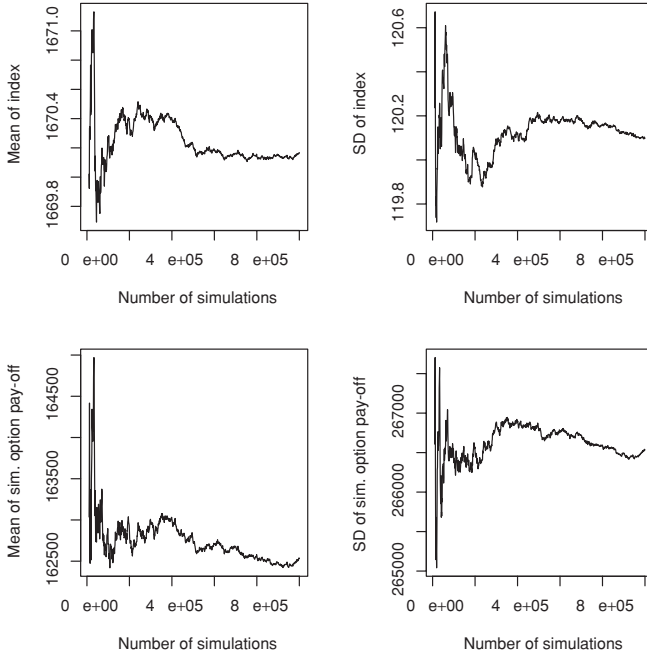 Mean of index
1669.8 1670.4 1671.0
0 e+00 4 e+05 8 e+05
Number of simulations
SD of index
119.8 120.2 120.6
0 e+00 4 e+05 8 e+05
Number of simulations
Mean of sim. option pay-off
162500 163500 164500
0 e+00 4 e+05 8 e+05
Number of simulations
SD of sim. option pay-off
265000 266000 267000
0 e+00 4 e+05 8 e+05
Number of simulations